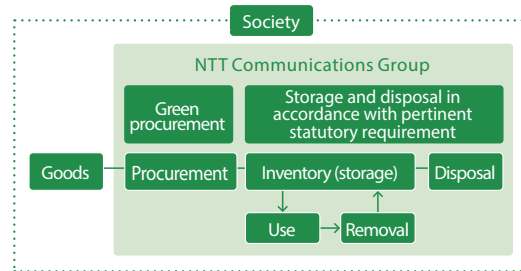 Society
NTT Communications Group
Green
procurement
Storage and disposal in
accordance with pertinent
statutory requirement
Goods
Procurement
Inventory (storage)
Disposal
Use
Removal